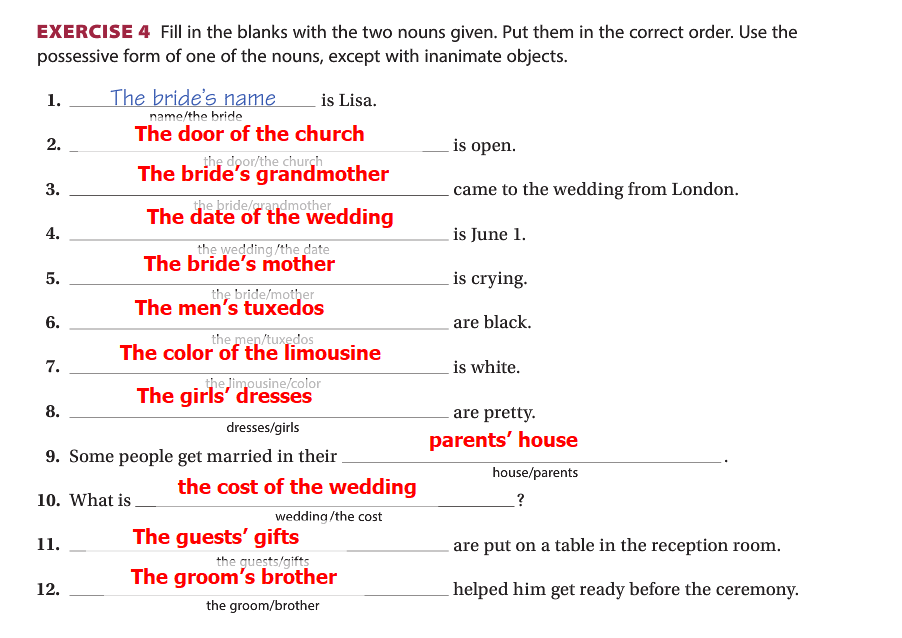 EXERCISE 4 Fill in the blanks with the two nouns given. Put them in the correct order. Use the
possessive form of one of the nouns, except with inanimate objects.
1. The bride's name is Lisa.
name/the bride
2. The door of the church is open.
the door/the church
3. The bride's grandmother came to the wedding from London.
the bride/grandmother
4. The date of the wedding is June 1.
the wedding/the date
5. The bride's mother is crying.
the bride/mother
6. The men's tuxedos are black.
the men/tuxedos
7. The color of the limousine is white.
the limousine/color
8. The girls' dresses are pretty.
dresses/girls
9. Some people get married in their parents' house.
house/parents
10. What is the cost of the wedding ?
wedding/the cost
11. The guests' gifts are put on a table in the reception room.
the guests/gifts
12. The groom's brother helped him get ready before the ceremony.
the groom/brother